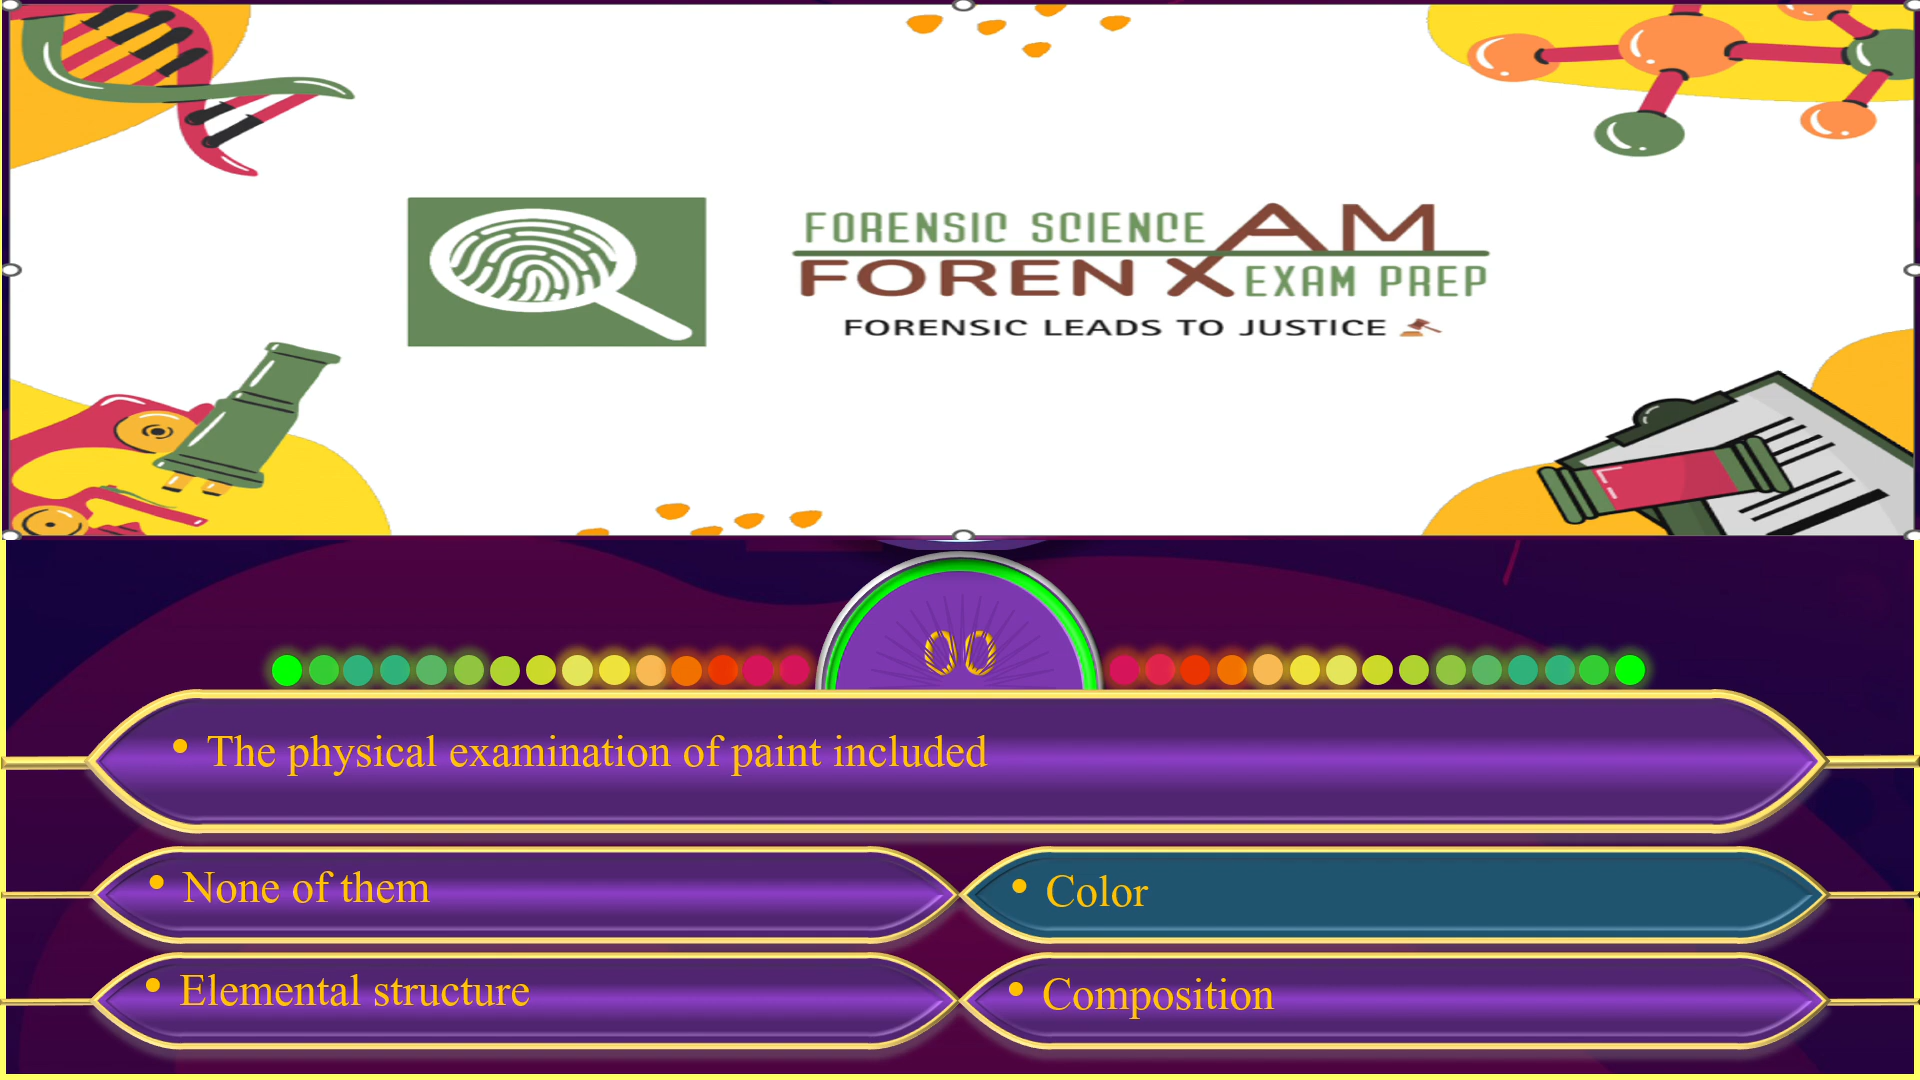 FORENSIC SCIENCE AM
FOREN X EXAM PREP
FORENSIC LEADS TO JUSTICE
00
• The physical examination of paint included
• None of them
• Color
• Elemental structure
• Composition